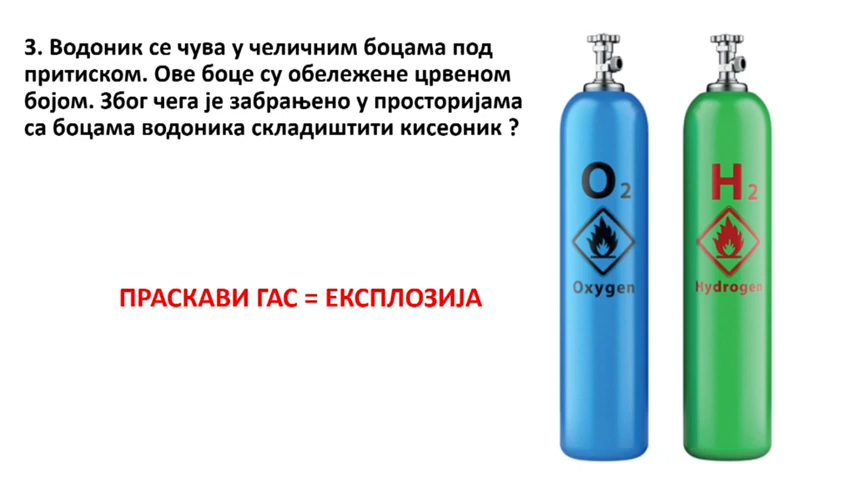 3. Водоник се чува у челичним боцама под
притиском. Ове боце су обележене црвеном
бојом. Због чега је забрањено у просторијама
са боцама водоника складиштити кисеоник ?
ПРАСКАВИ ГАС = ЕКСПЛОЗИЈА
O2
Oxygen
H2
Hydrogen